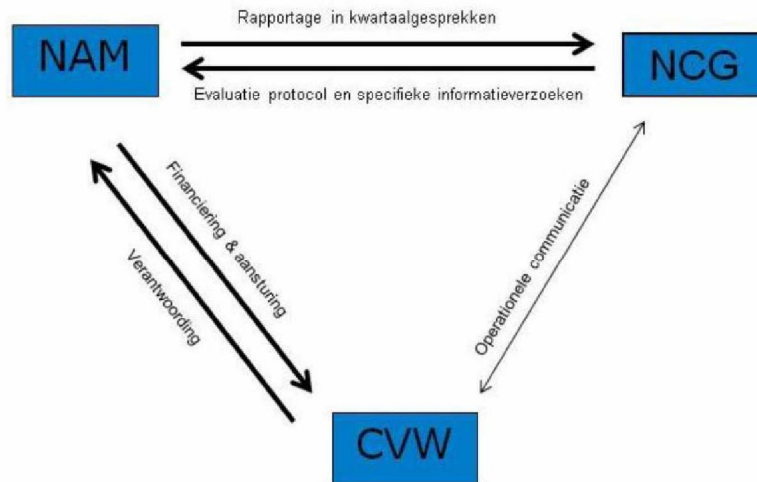 Rapportage in kwartaalgesprekken
NAM
NCG
Evaluatie protocol en specifieke informatieverzoeken
Financiering & aansturing
Verantwoording
Operationele communicatie
CVW